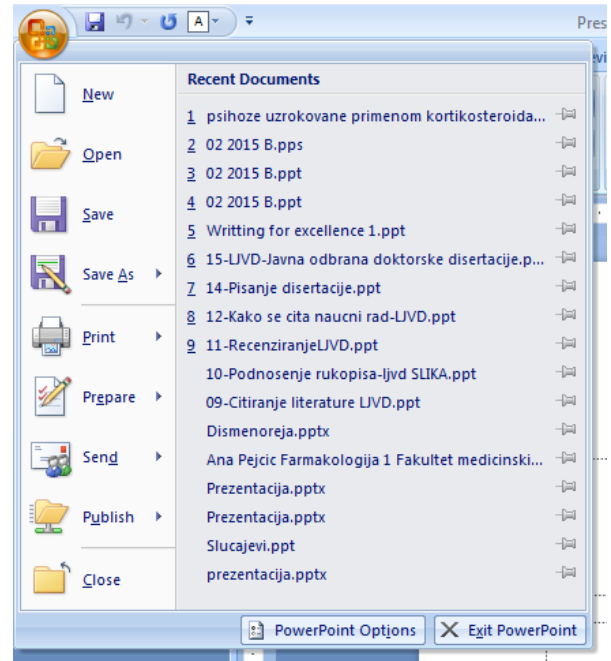 A
Pres
New
Open
Save
Save As
Print
Prepare
Send
Publish
Close
Recent Documents
1 psihoze uzrokovane primenom kortikosteroida...
2 02 2015 B.pps
3 02 2015 B.ppt
4 02 2015 B.ppt
5 Writting for excellence 1.ppt
6 15-LJVD-Javna odbrana doktorske disertacije.p...
7 14-Pisanje disertacije.ppt
8 12-Kako se cita naucni rad-LJVD.ppt
9 11-RecenziranjeLJVD.ppt
10-Podnosenje rukopisa-ljvd SLIKA.ppt
09-Citiranje literature LJVD.ppt
Dismenoreja.pptx
Ana Pejcic Farmakologija 1 Fakultet medicinski...
Prezentacija.pptx
Prezentacija.pptx
Slucajevi.ppt
prezentacija.pptx
PowerPoint Options
Exit PowerPoint